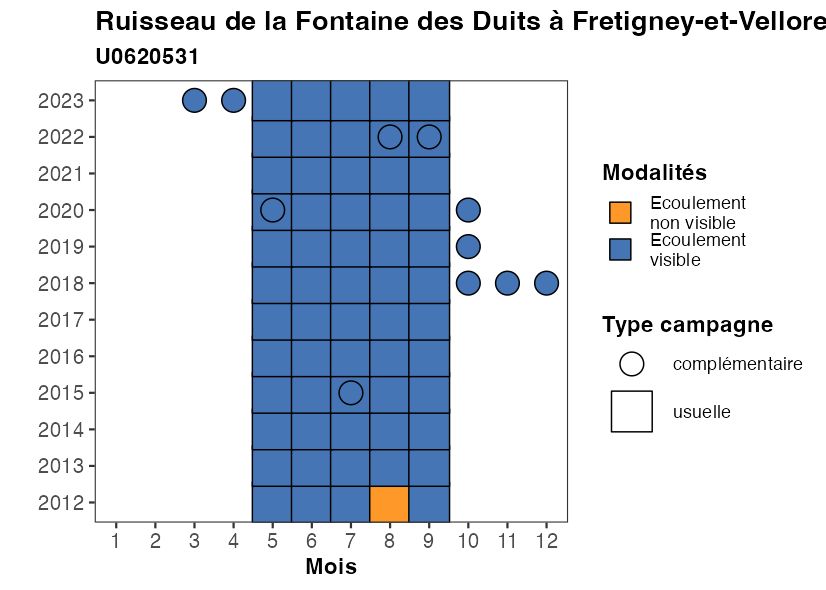 Ruisseau de la Fontaine des Duits à Fretigney-et-Vellore
U0620531
2023
2022
2021
2020
2019
2018
2017
2016
2015
2014
2013
2012
1 2 3 4 5 6 7 8 9 10 11 12
Mois
Modalités
Ecoulement
non visible
Ecoulement
visible
Type campagne
complémentaire
usuelle